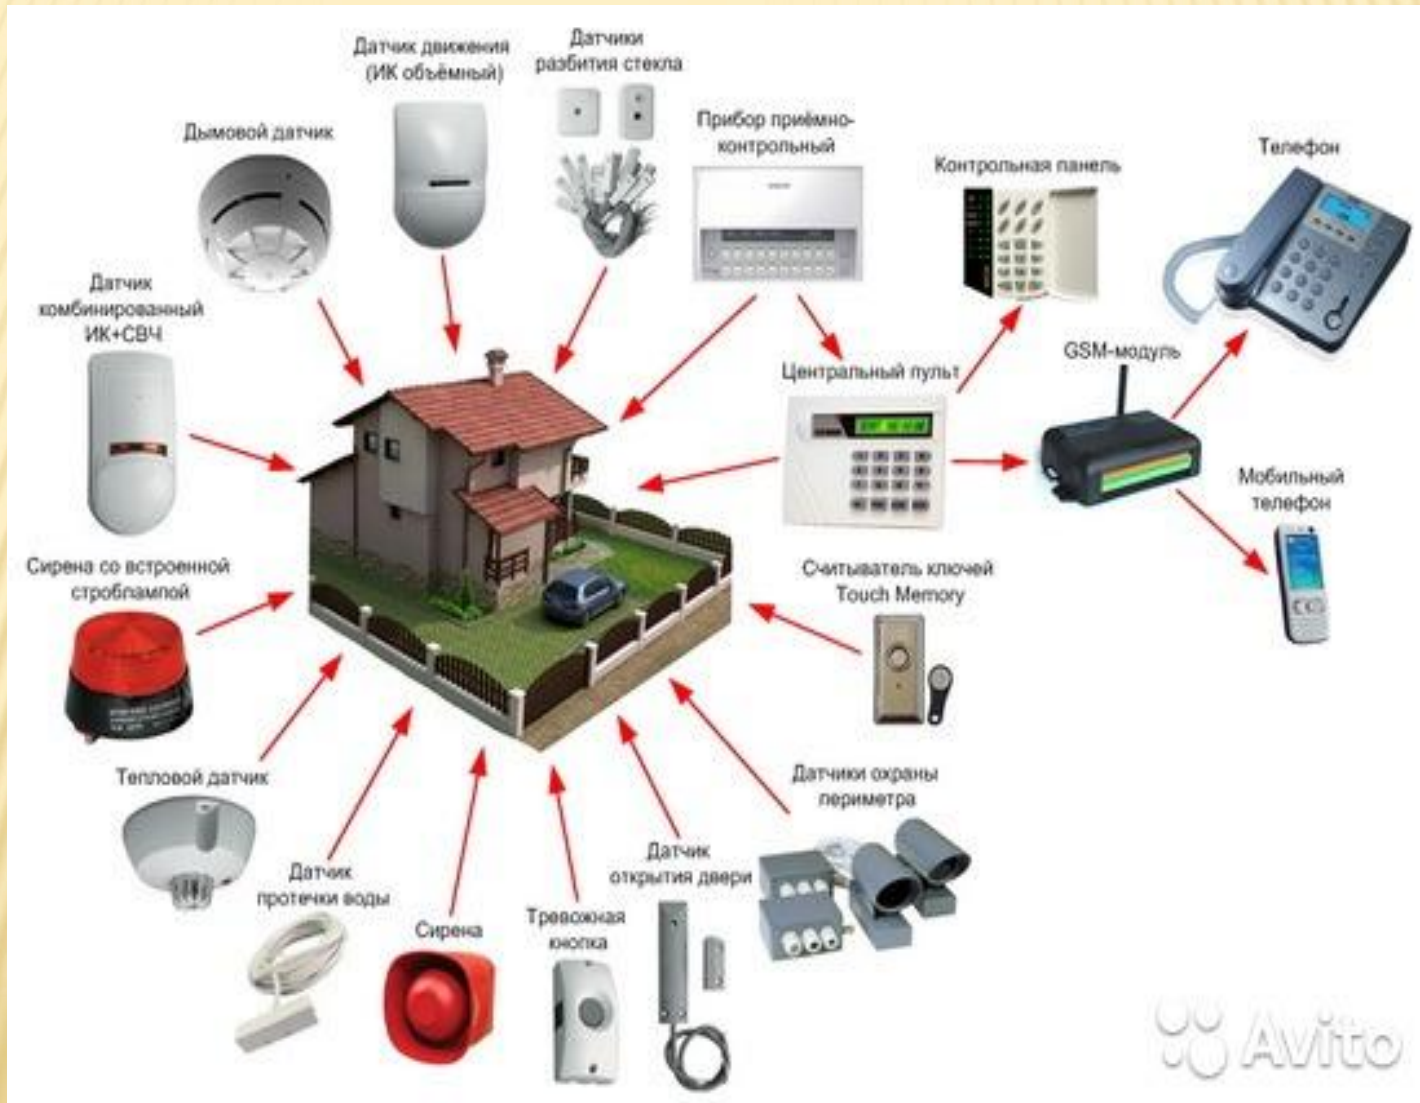 Датчик движения
(ИК объёмный)
Датчики
разбития стекла
Дымовой датчик
Прибор приёмно-
контрольный
Контрольная панель
Телефон
Датчик
комбинированный
ИК+СВЧ
GSM-модуль
Центральный пульт
Мобильный
телефон
Сирена со встроенной
строблампой
Считыватель ключей
Touch Memory
Тепловой датчик
Датчики охраны
периметра
Датчик
протечки воды
Датчик
открытия двери
Тревожная
кнопка
Сирена
Avito